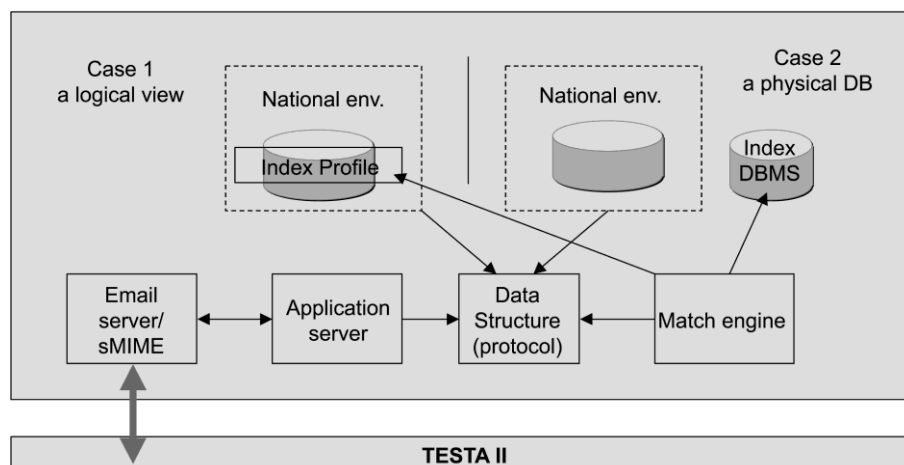 Case 1
a logical view
National env.
Index Profile
National env.
Case 2
a physical DB
Index
DBMS
Email
server/
sMIME
Application
server
Data
Structure
(protocol)
Match engine
TESTA II